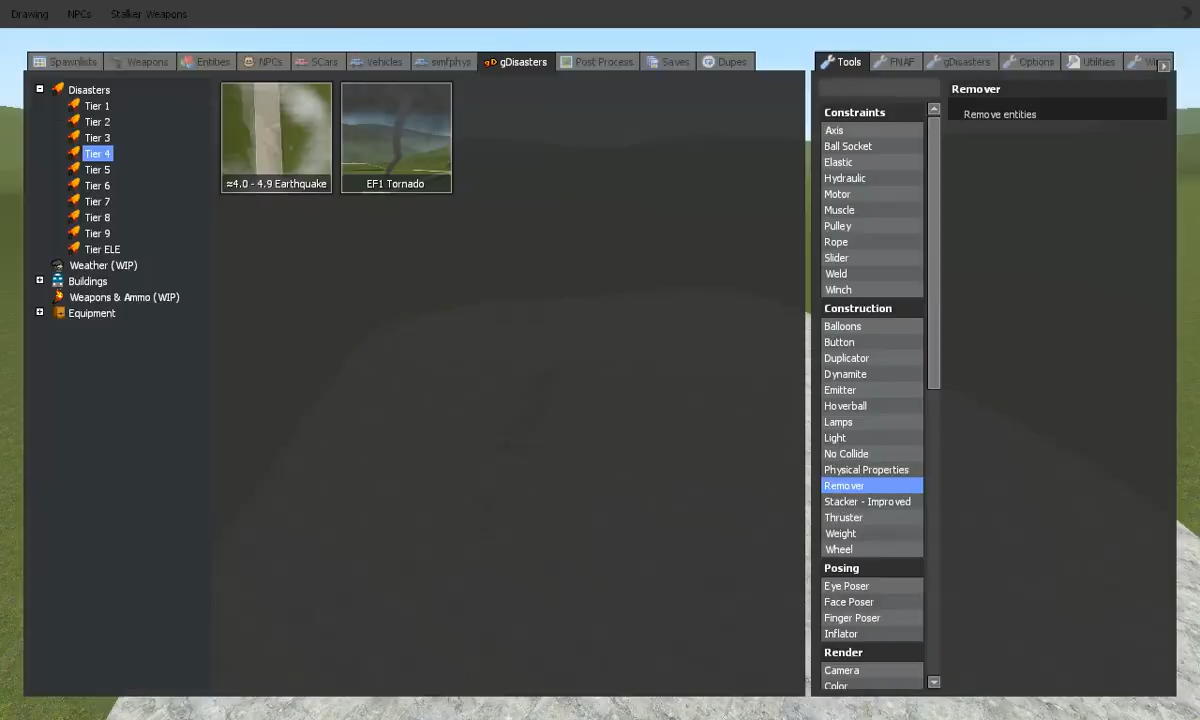 Drawing NPCs Stalker Weapons
Spawnlists Weapons Entities NPCs SCars Vehicles simfphys gDisasters Post Process Saves Dupes
Tools FNAF gDisasters Options Utilities
Disasters
Tier 1
Tier 2
Tier 3
Tier 4
Tier 5
Tier 6
Tier 7
Tier 8
Tier 9
Tier ELE
Weather (WIP)
Buildings
Weapons & Ammo (WIP)
Equipment
≈4.0 - 4.9 Earthquake
EF1 Tornado
Constraints
Axis
Ball Socket
Elastic
Hydraulic
Motor
Muscle
Pulley
Rope
Slider
Weld
Winch
Construction
Balloons
Button
Duplicator
Dynamite
Emitter
Hoverball
Lamps
Light
No Collide
Physical Properties
Remover
Stacker - Improved
Thruster
Weight
Wheel
Posing
Eye Poser
Face Poser
Finger Poser
Inflator
Render
Camera
Color
Remover
Remove entities